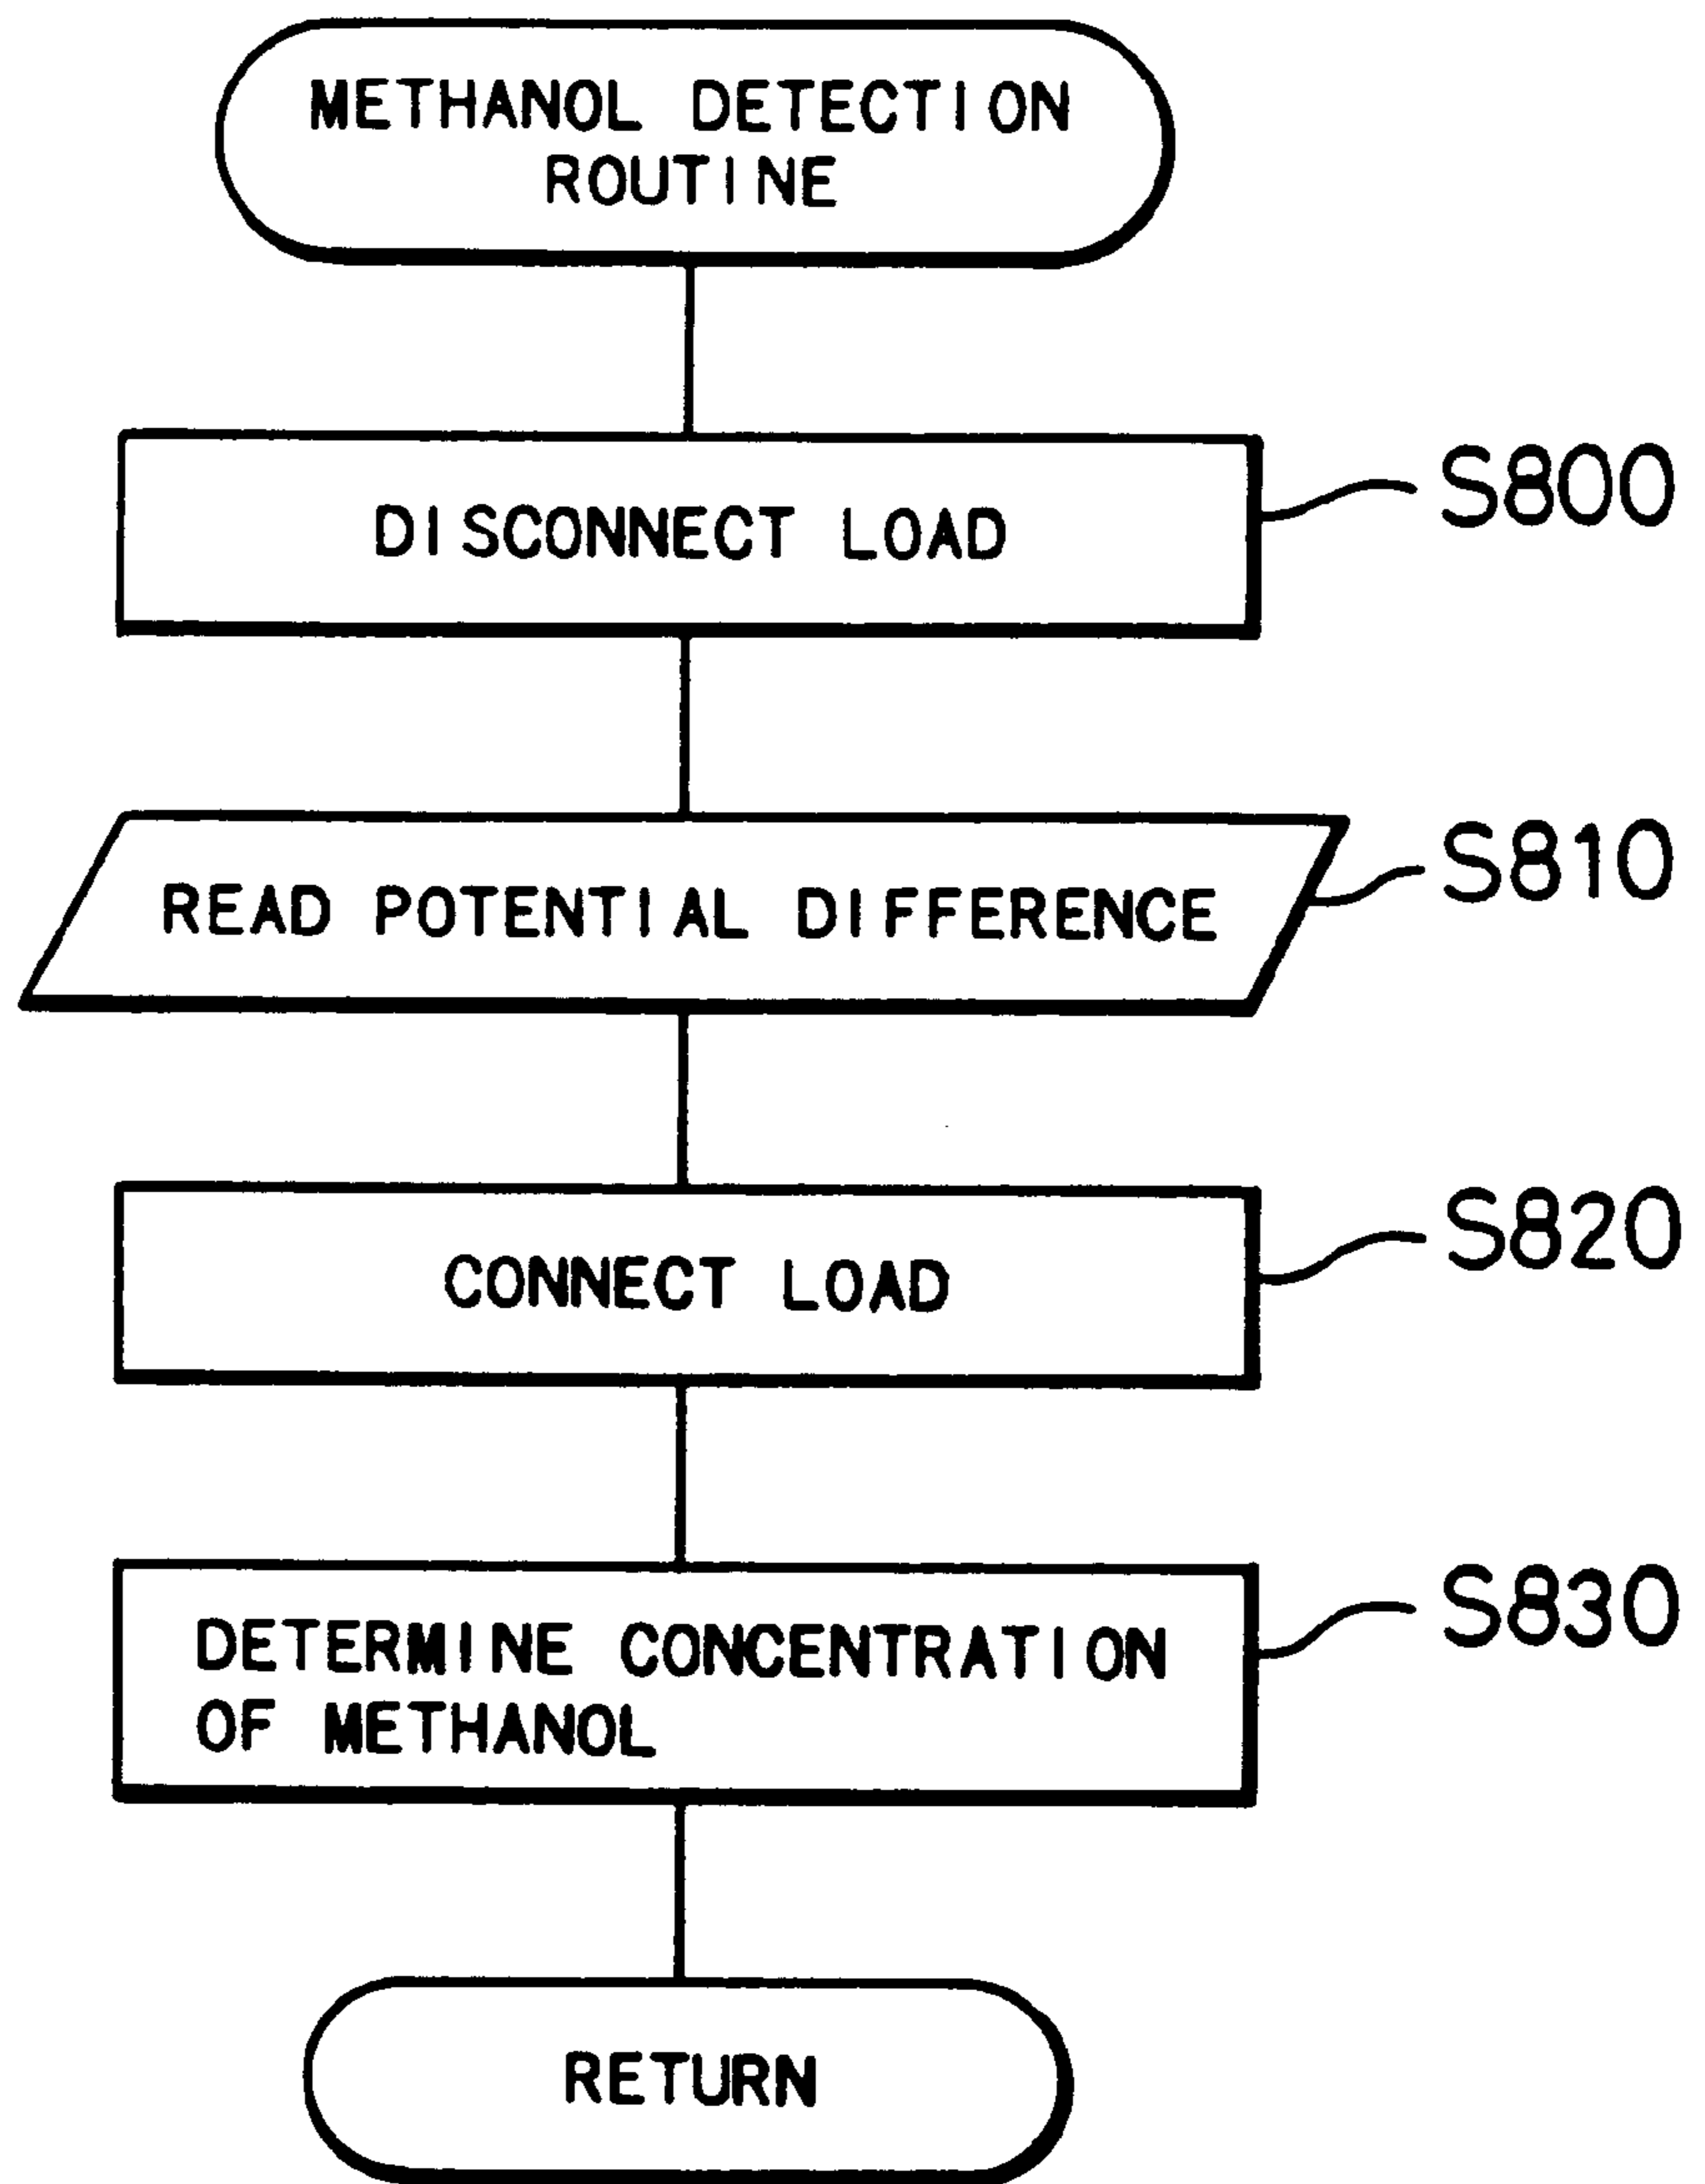 METHANOL DETECTION
ROUTINE
DISCONNECT LOAD
S800
READ POTENTIAL DIFFERENCE
S810
CONNECT LOAD
S820
DETERMINE CONCENTRATION
OF METHANOL
S830
RETURN